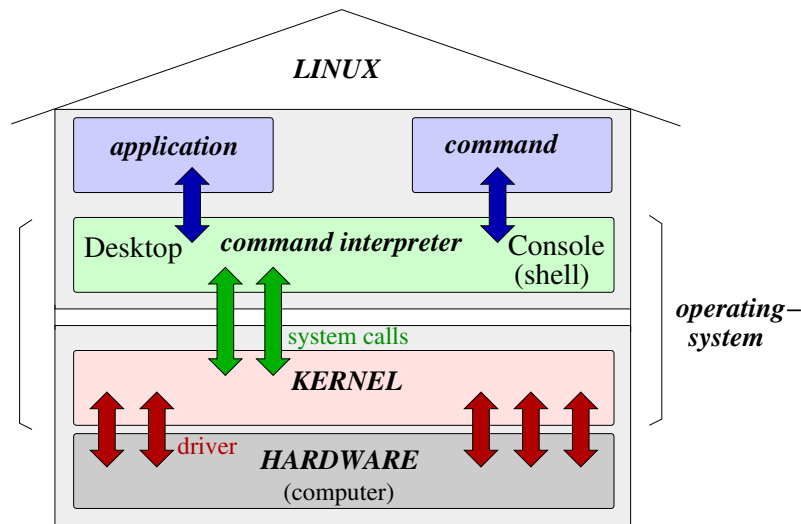 LINUX
application
command
Desktop
command interpreter
Console
(shell)
operating–
system
system calls
KERNEL
driver
HARDWARE
(computer)